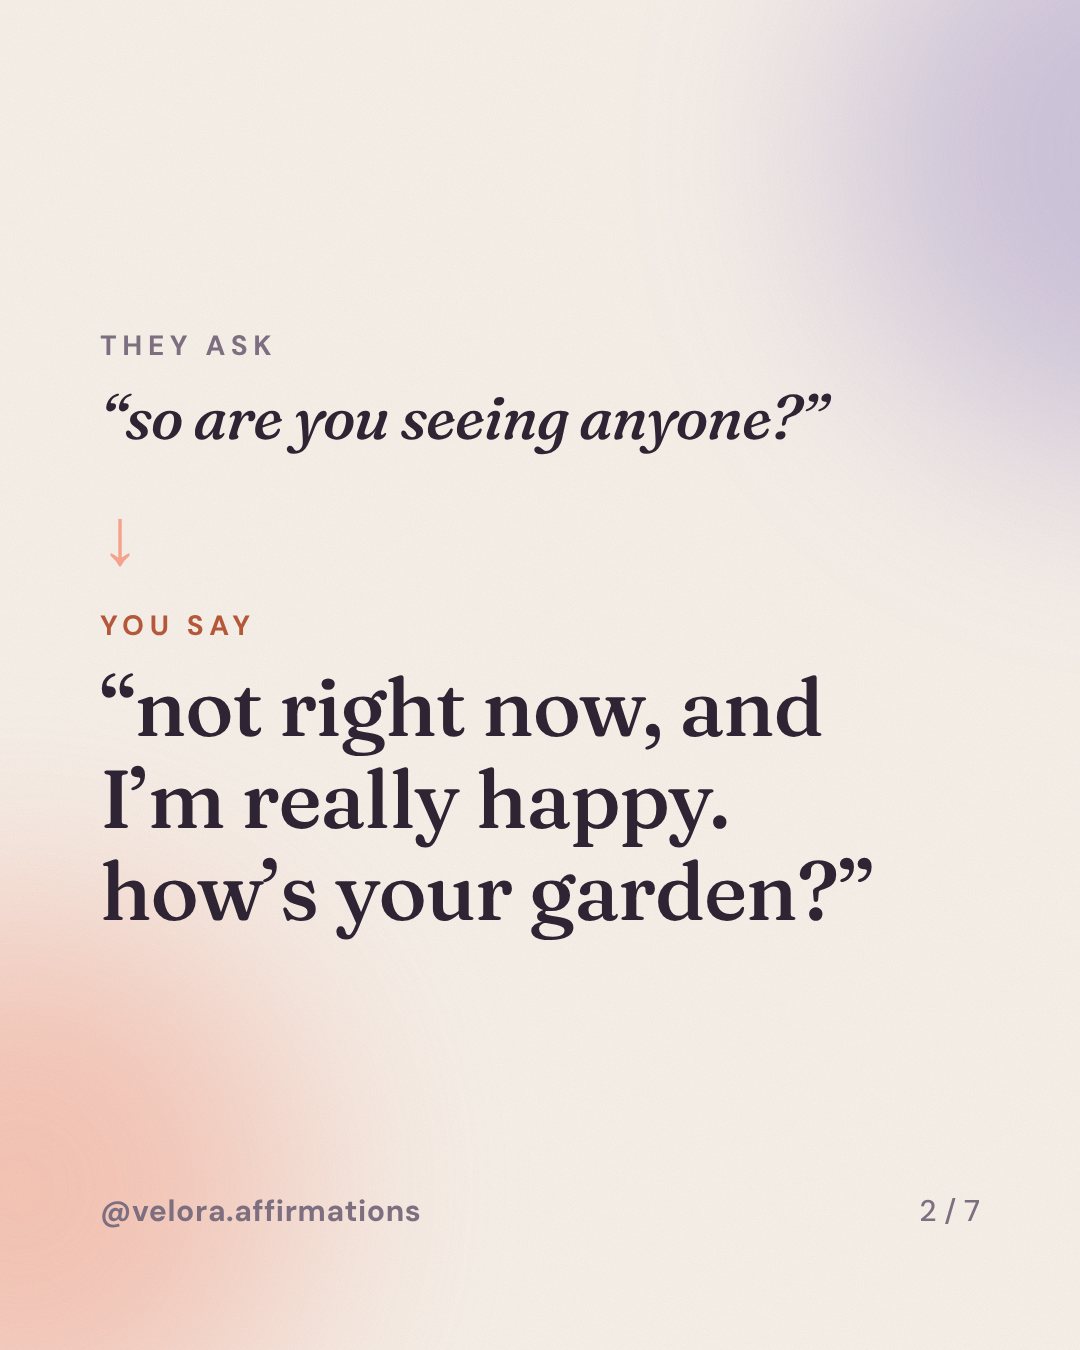 THEY ASK
“so are you seeing anyone?”
↓
YOU SAY
“not right now, and
I’m really happy.
how’s your garden?”
@velora.affirmations
2 / 7